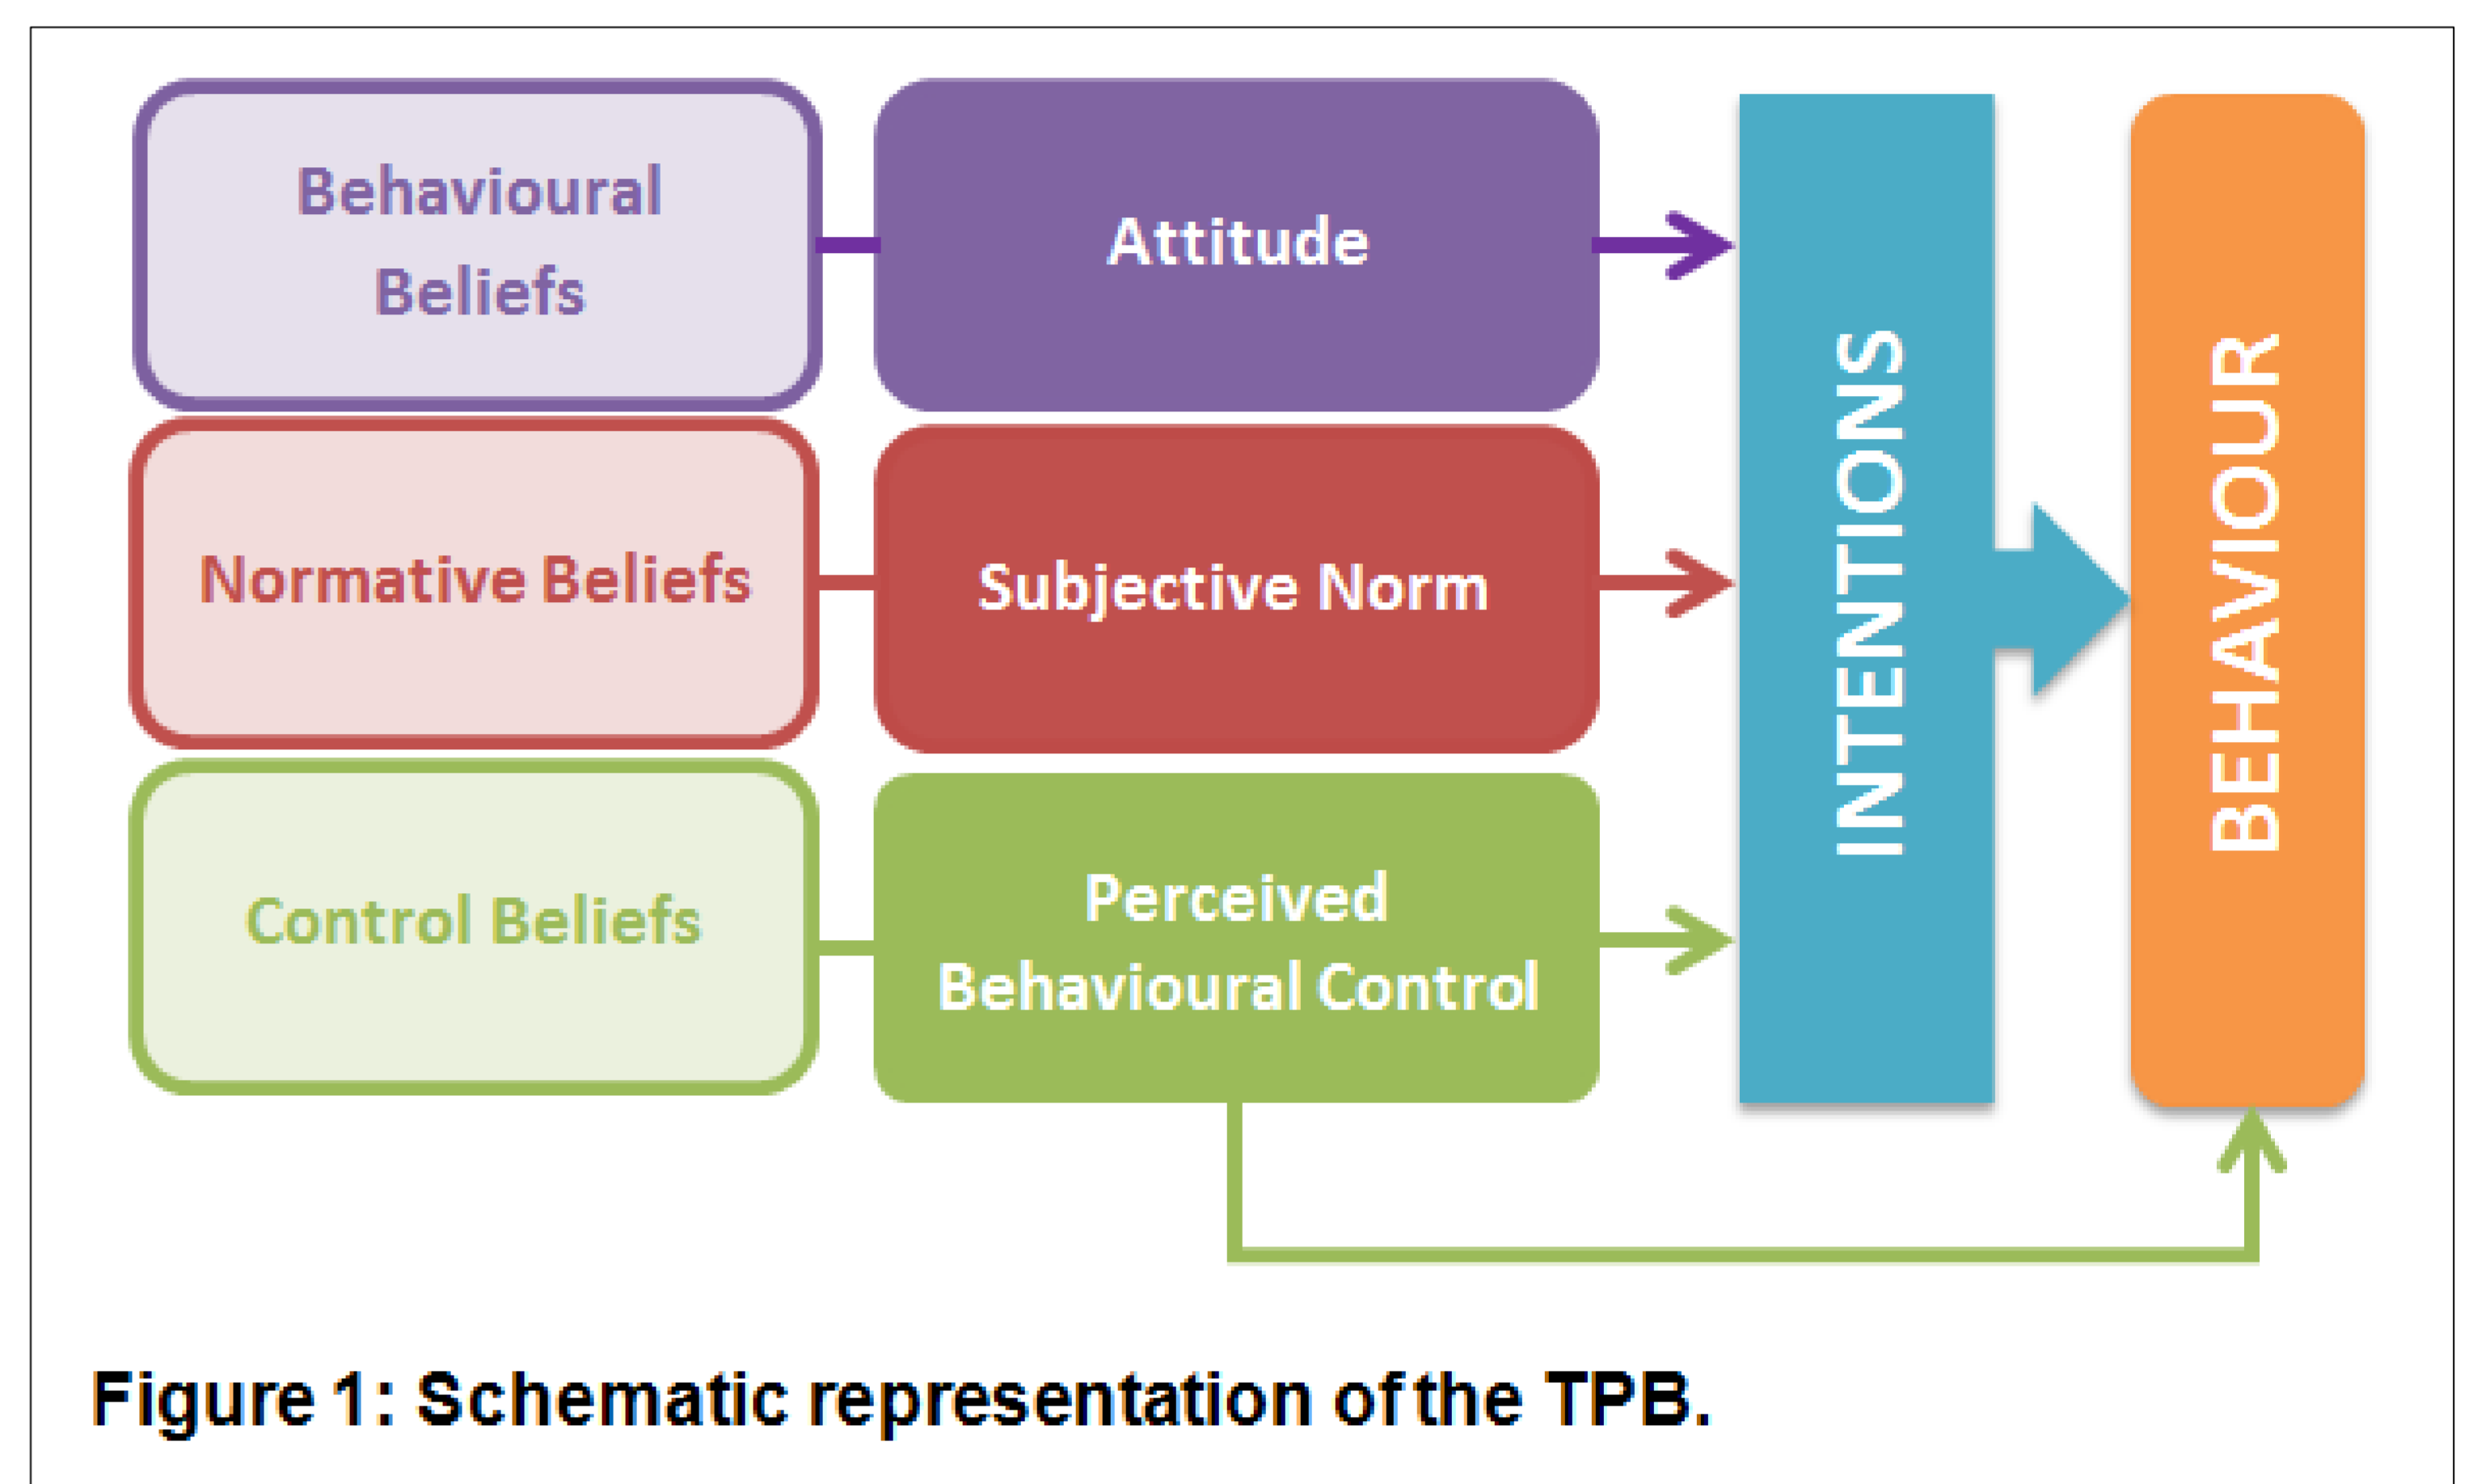 Behavioural
Beliefs
Attitude
Normative Beliefs
Subjective Norm
Control Beliefs
Perceived
Behavioural Control
INTENTIONS
BEHAVIOUR
Figure 1: Schematic representation of the TPB.